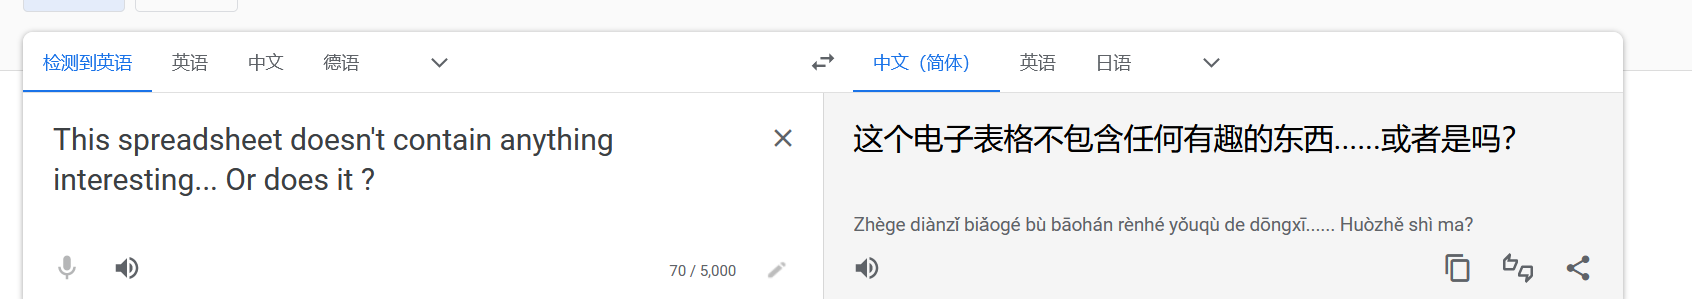 检测到英语 英语 中文 德语
中文（简体） 英语 日语
This spreadsheet doesn't contain anything
interesting... Or does it ?
70 / 5,000
这个电子表格不包含任何有趣的东西......或者是吗?
Zhège diànzǐ biǎogé bù bāohán rènhé yǒuqù de dōngxī...... Huòzhě shì ma?